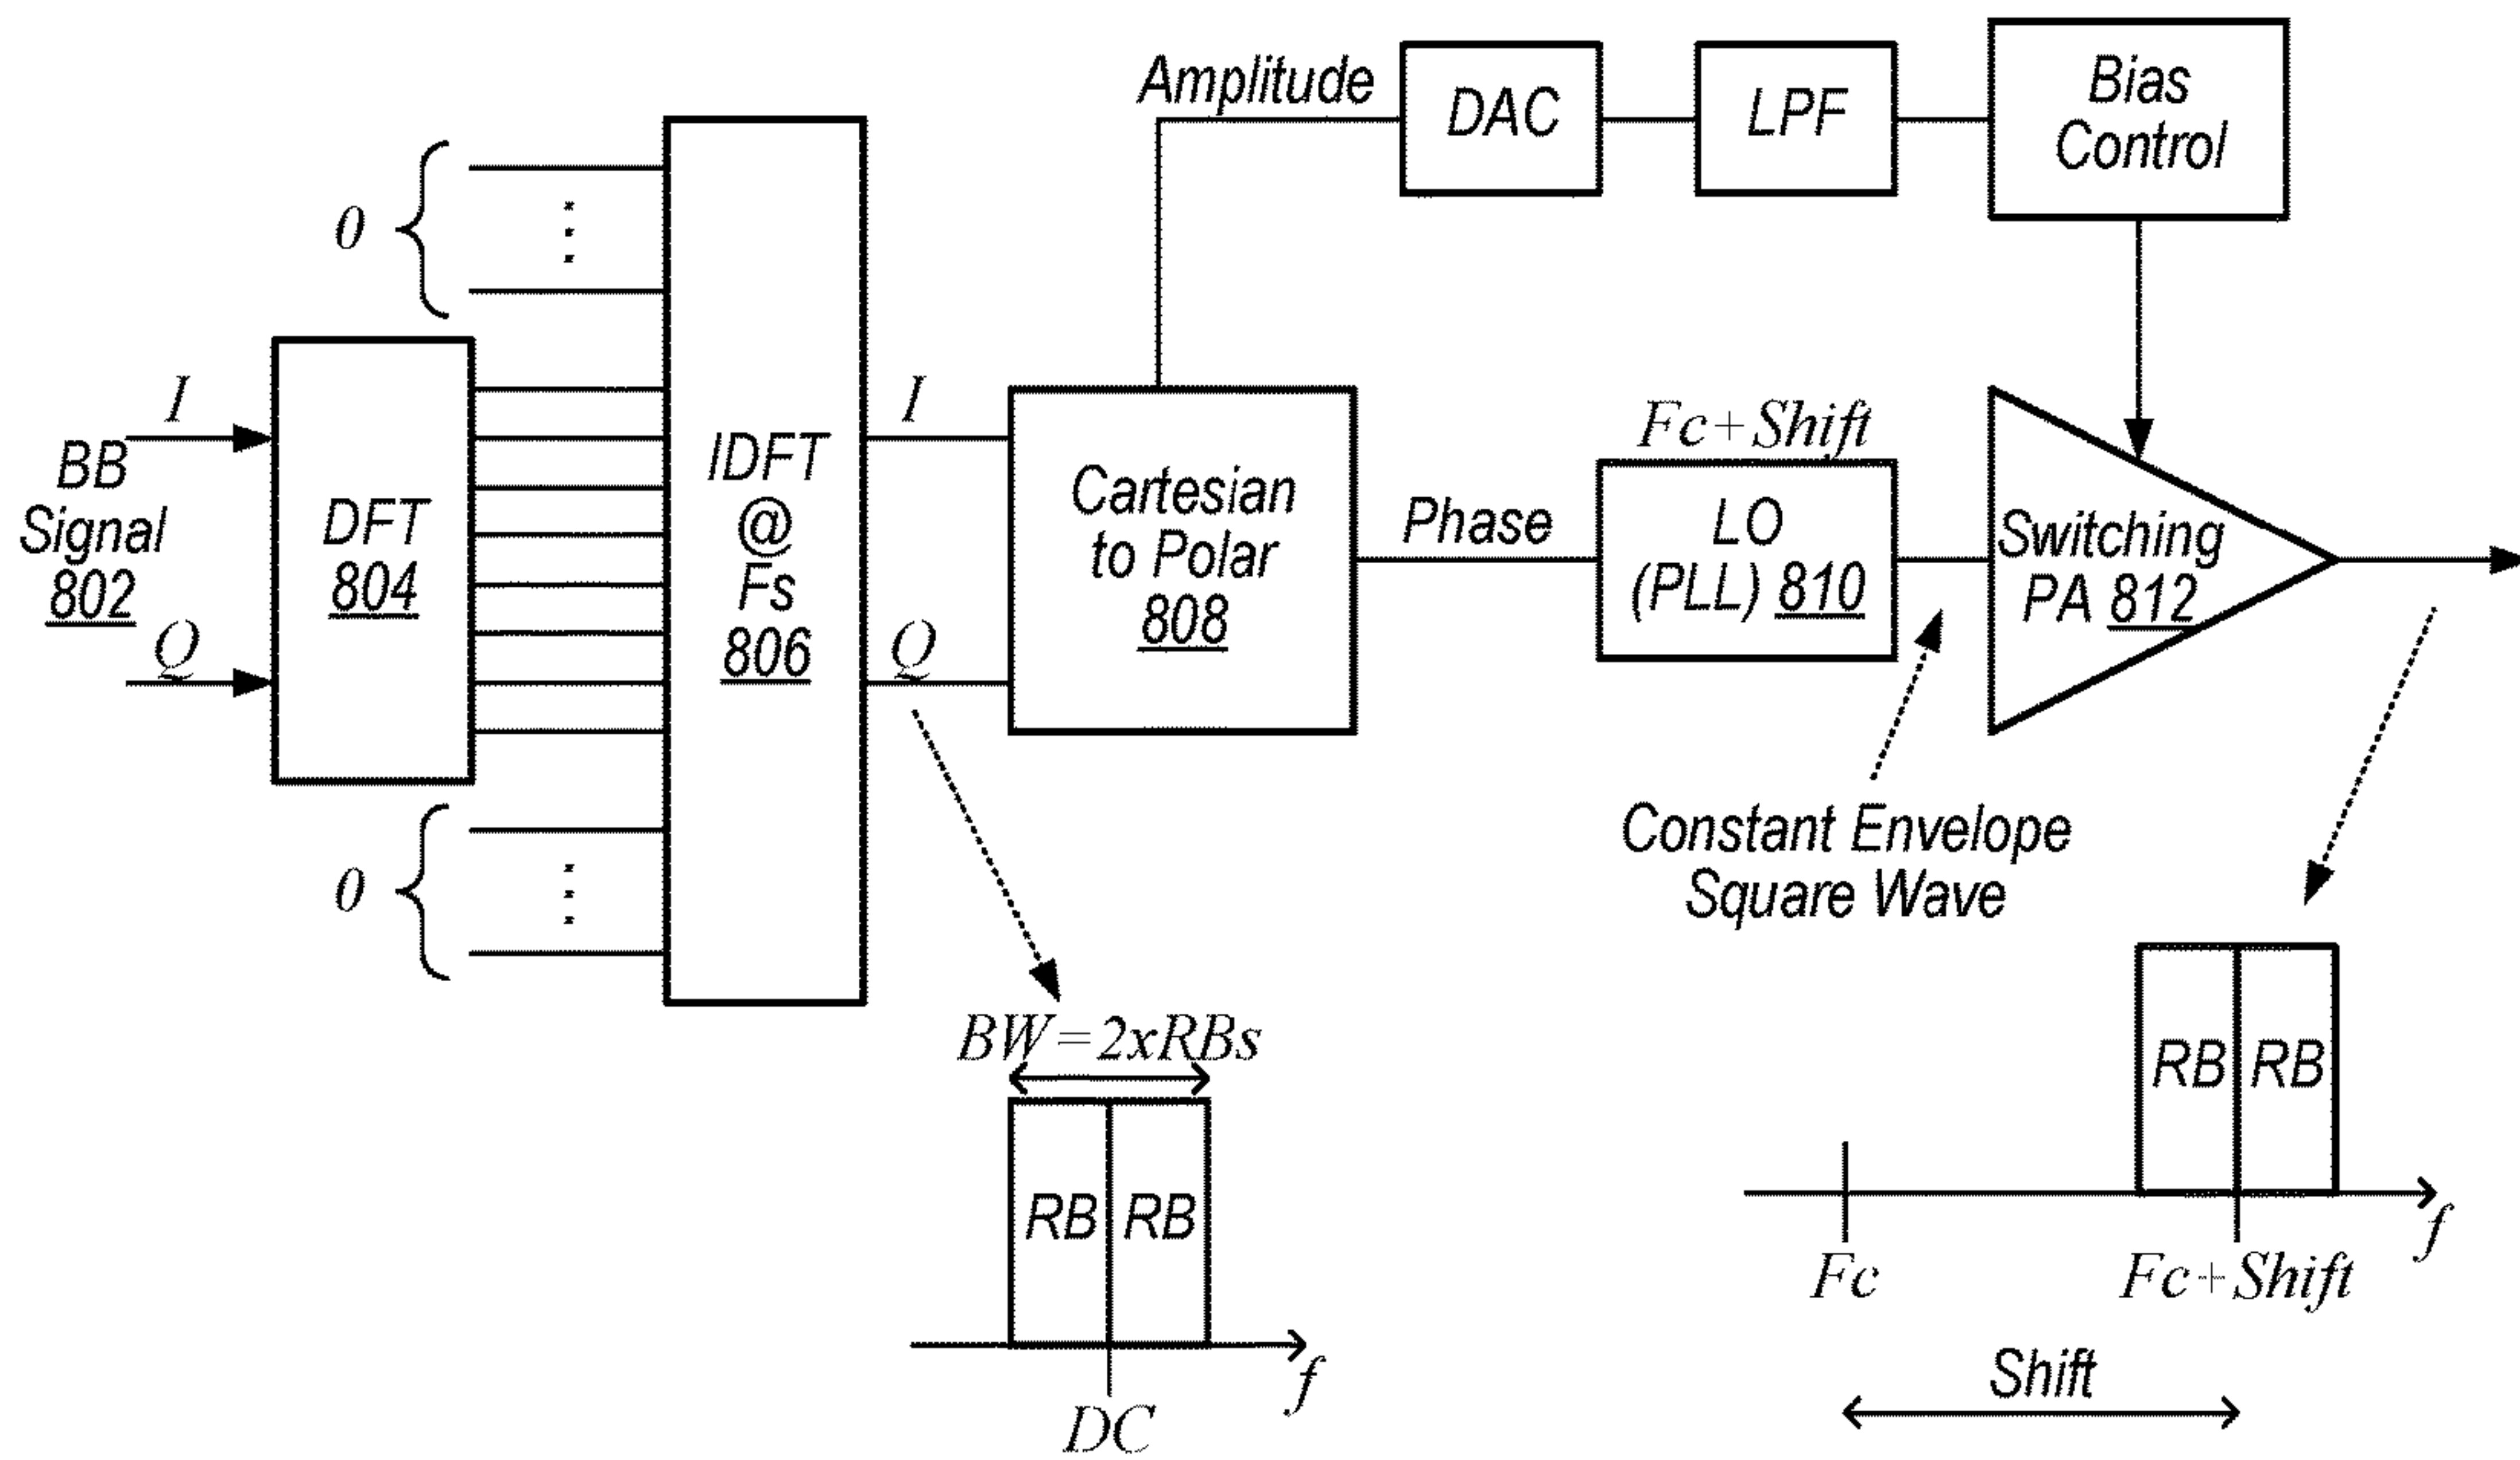 Amplitude
DAC
LPF
Bias
Control
0
I
BB
Signal
802
Q
DFT
804
IDFT
@
Fs
806
I
Q
Cartesian
to Polar
808
Phase
Fc+Shift
LO
(PLL) 810
Switching
PA 812
Constant Envelope
Square Wave
0
BW=2xRBs
RB RB
f
DC
RB RB
f
Fc
Fc+Shift
Shift